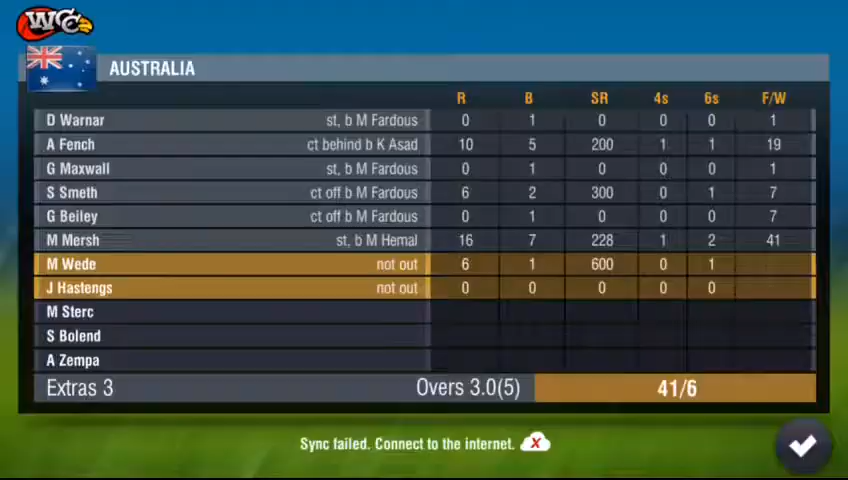 WCC
AUSTRALIA
R B SR 4s 6s F/W
D Warnar st, b M Fardous 0 1 0 0 0 1
A Fench ct behind b K Asad 10 5 200 1 1 19
G Maxwall st, b M Fardous 0 1 0 0 0 1
S Smeth ct off b M Fardous 6 2 300 0 1 7
G Beiley ct off b M Fardous 0 1 0 0 0 7
M Mersh st, b M Hemal 16 7 228 1 2 41
M Wede not out 6 1 600 0 1
J Hastengs not out 0 0 0 0 0
M Sterc
S Bolend
A Zempa
Extras 3 Overs 3.0(5) 41/6
Sync failed. Connect to the internet.